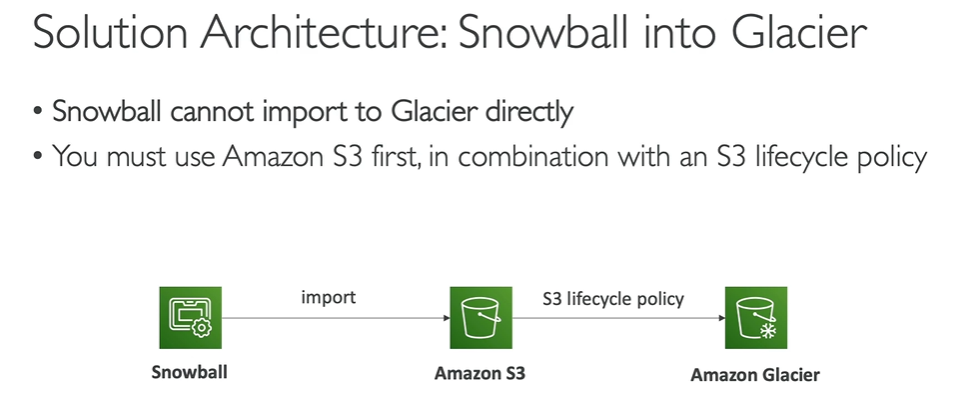 Solution Architecture: Snowball into Glacier
• Snowball cannot import to Glacier directly
• You must use Amazon S3 first, in combination with an S3 lifecycle policy
import
S3 lifecycle policy
Snowball
Amazon S3
Amazon Glacier